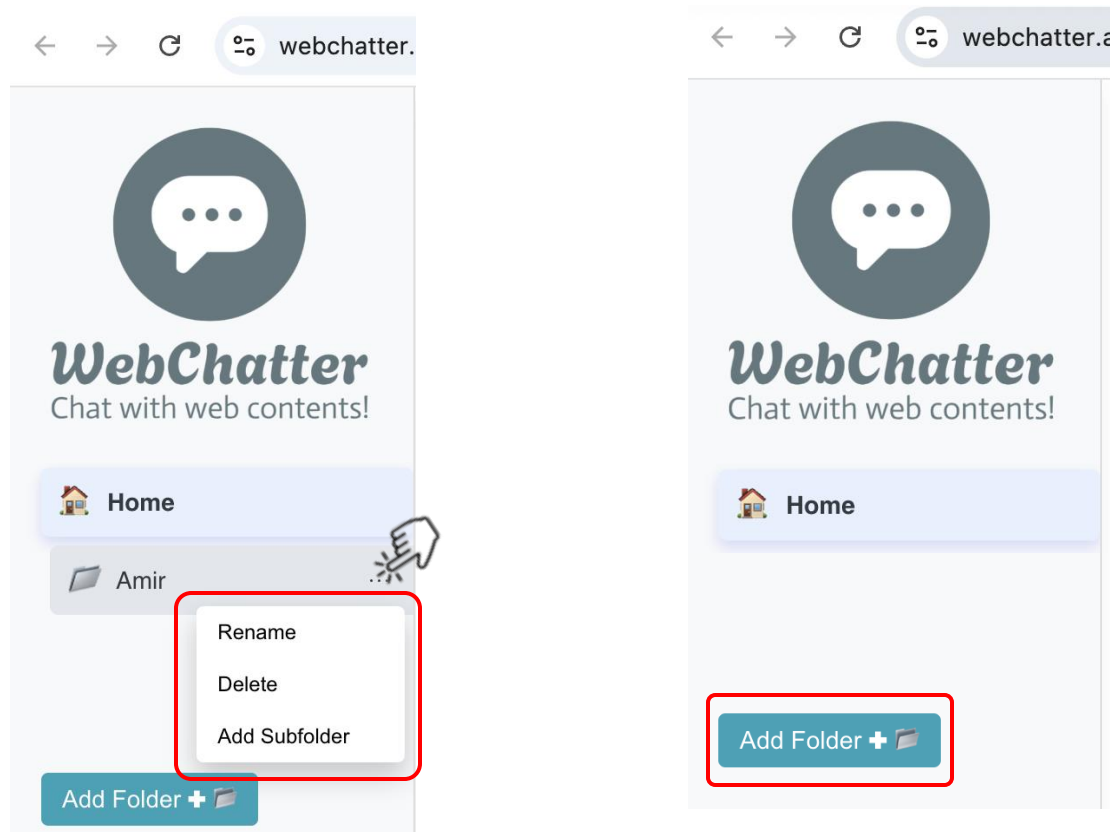 webchatter.
WebChatter
Chat with web contents!
Home
Amir
...
Rename
Delete
Add Subfolder
Add Folder
webchatter.a
WebChatter
Chat with web contents!
Home
Add Folder